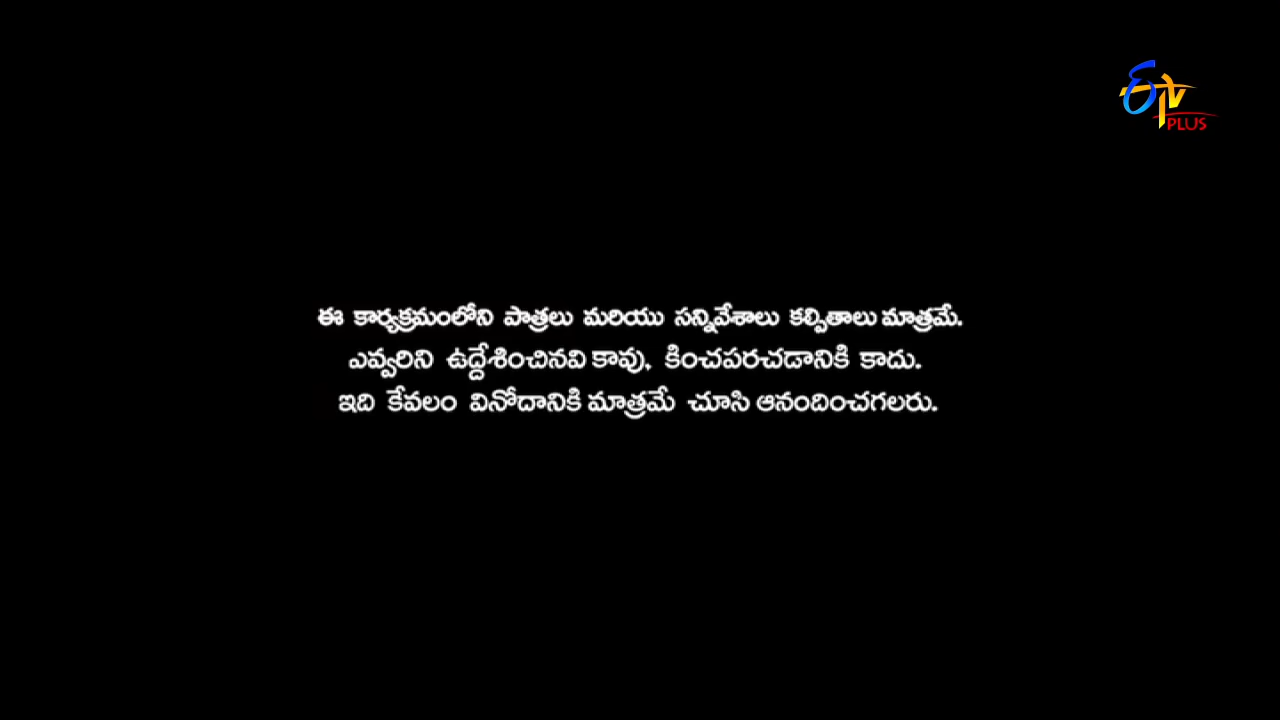 ETV
PLUS
ఈ కార్యక్రమంలోని పాత్రలు మరియు సన్నివేశాలు కల్పితాలు మాత్రమే.
ఎవ్వరిని ఉద్దేశించినవి కావు. కించపరచడానికి కాదు.
ఇది కేవలం వినోదానికి మాత్రమే చూసి ఆనందించగలరు.